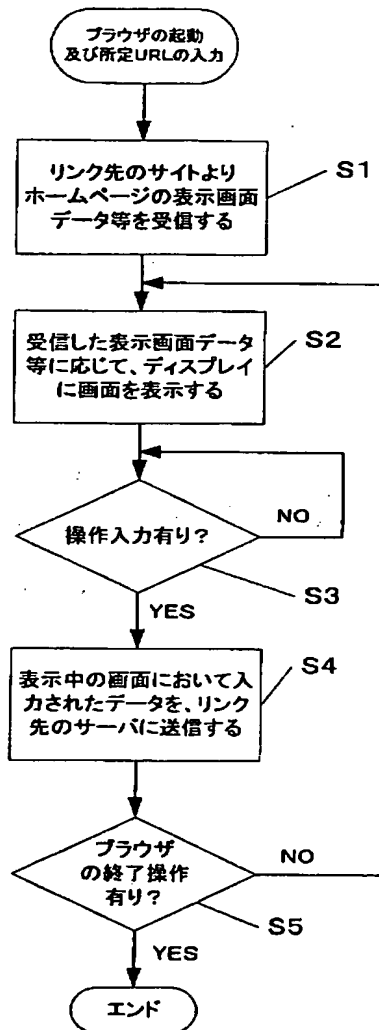 ブラウザの起動
及び所定URLの入力
リンク先のサイトより
ホームページの表示画面
データ等を受信する
S1
受信した表示画面データ
等に応じて、ディスプレイ
に画面を表示する
S2
操作入力有り？
NO
S3
YES
表示中の画面において入
力されたデータを、リンク
先のサーバに送信する
S4
ブラウザ
の終了操作
有り？
NO
S5
YES
エンド